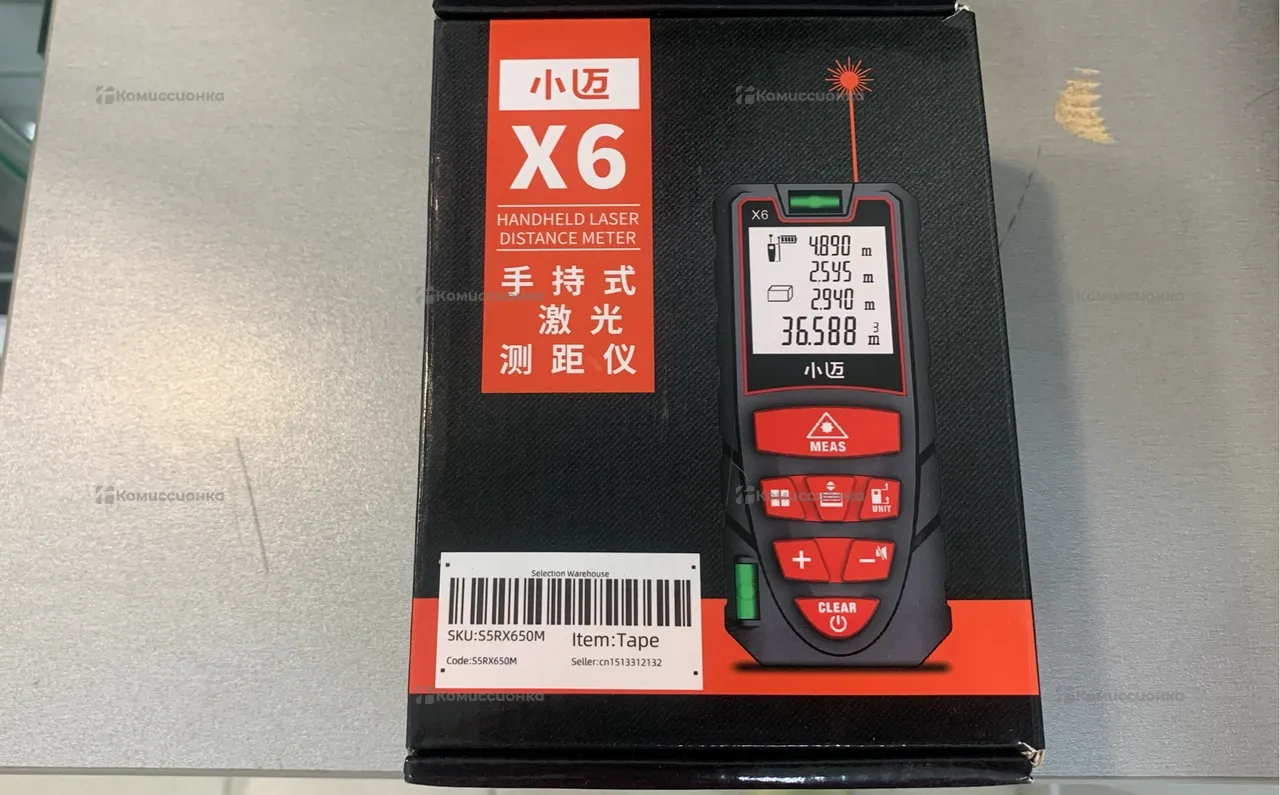 小迈
X6
HANDHELD LASER
DISTANCE METER
手持式
激光
测距仪
X6
4.890 m
2.545 m
2.940 m
36.588 m3
小迈
MEAS
UNIT
+
−
CLEAR
Selection Warehouse
SKU:S5RX650M
Item:Tape
Code:S5RX650M
Seller:cn1513312132
Комиссионка
Комиссионка
Комиссионка
Комиссионка
Комиссионка
Комиссионка
Комиссионка
Комиссионка